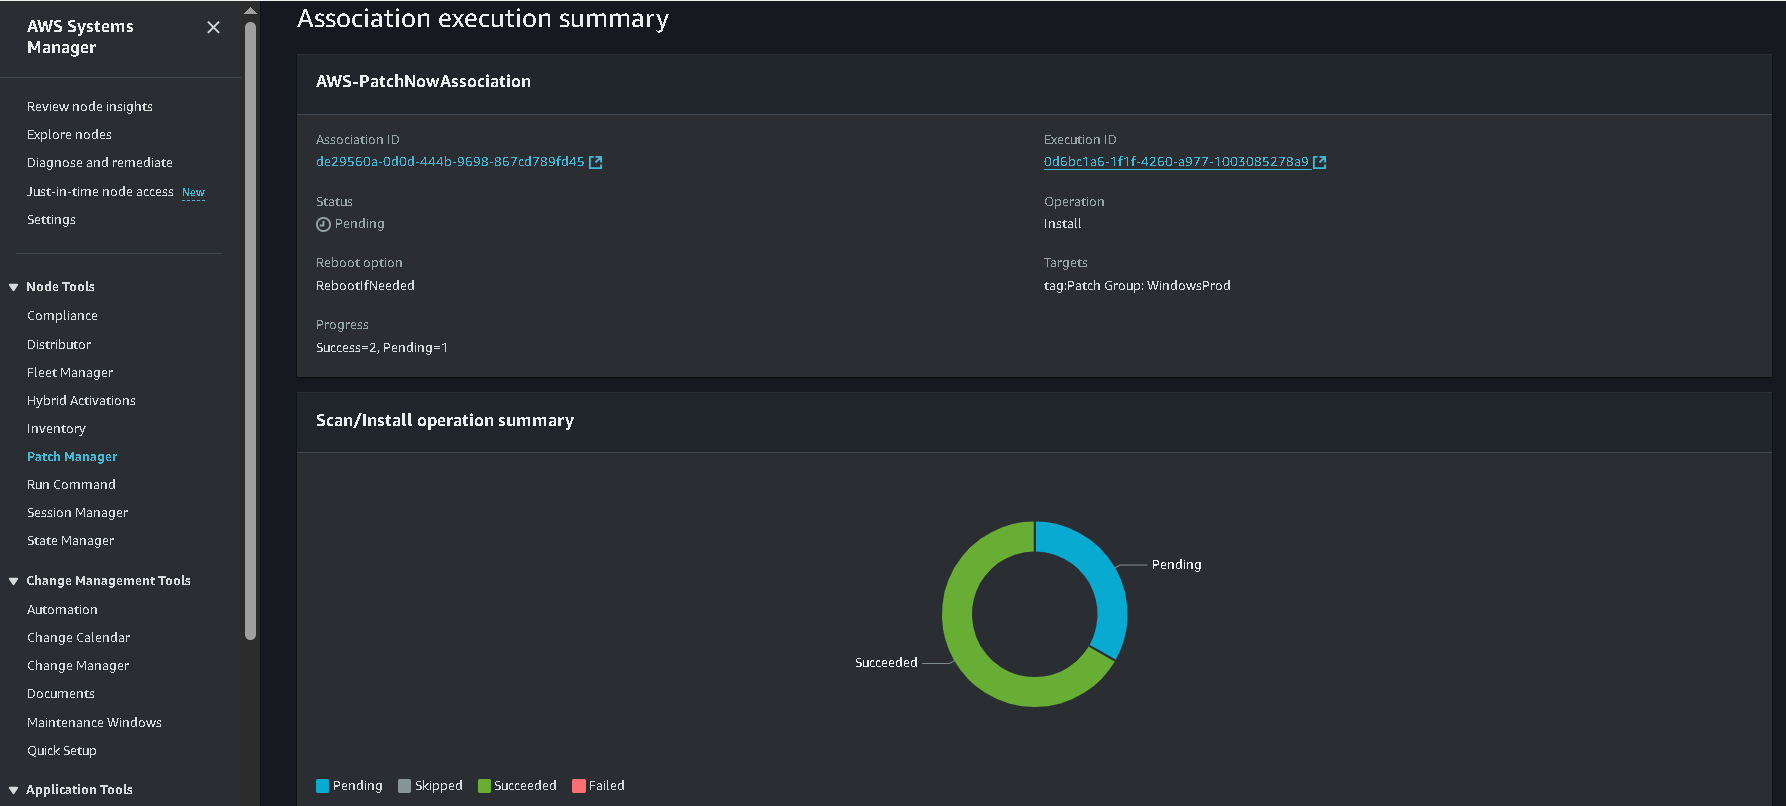 AWS Systems
Manager
Review node insights
Explore nodes
Diagnose and remediate
Just-in-time node access New
Settings
Node Tools
Compliance
Distributor
Fleet Manager
Hybrid Activations
Inventory
Patch Manager
Run Command
Session Manager
State Manager
Change Management Tools
Automation
Change Calendar
Change Manager
Documents
Maintenance Windows
Quick Setup
Application Tools
Association execution summary
AWS-PatchNowAssociation
Association ID
de29560a-0d0d-444b-9698-867cd789fd45
Execution ID
0d6bc1a6-1f1f-4260-a977-1003085278a9
Status
Pending
Operation
Install
Reboot option
RebootIfNeeded
Targets
tag:Patch Group: WindowsProd
Progress
Success=2, Pending=1
Scan/Install operation summary
Pending
Succeeded
Pending Skipped Succeeded Failed